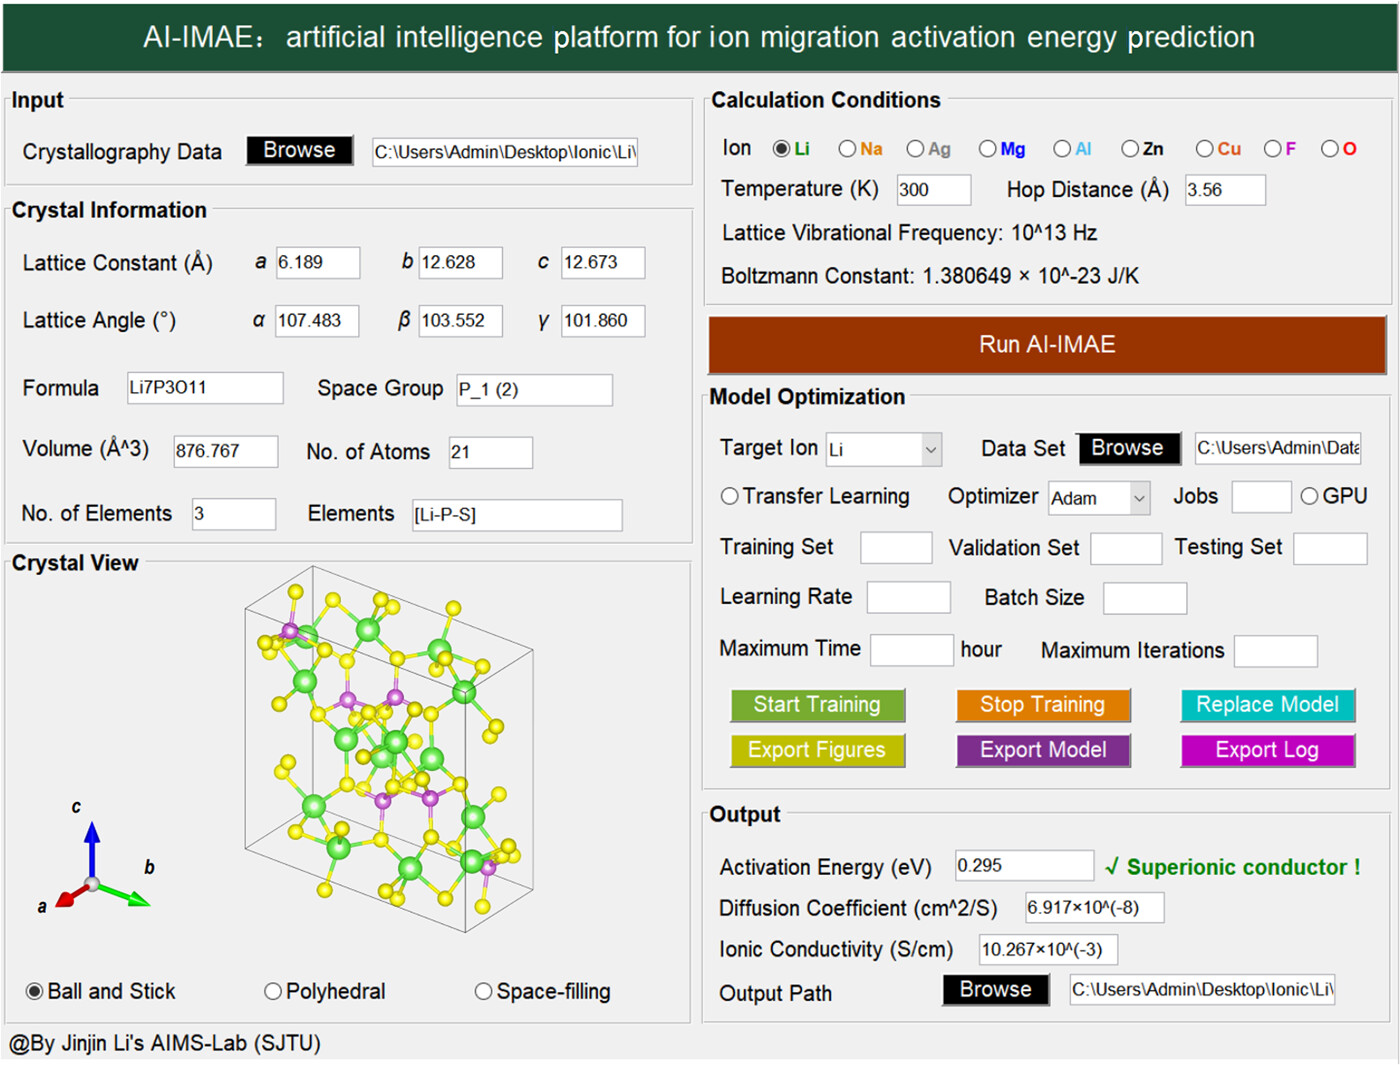 AI-IMAE：artificial intelligence platform for ion migration activation energy prediction
Input
Crystallography Data Browse C:\Users\Admin\Desktop\Ionic\Li\
Crystal Information
Lattice Constant (Å) a 6.189 b 12.628 c 12.673
Lattice Angle (°) α 107.483 β 103.552 γ 101.860
Formula Li7P3O11 Space Group P_1 (2)
Volume (Å^3) 876.767 No. of Atoms 21
No. of Elements 3 Elements [Li-P-S]
Crystal View
c
b
a
Ball and Stick Polyhedral Space-filling
@By Jinjin Li's AIMS-Lab (SJTU)
Calculation Conditions
Ion Li Na Ag Mg Al Zn Cu F O
Temperature (K) 300 Hop Distance (Å) 3.56
Lattice Vibrational Frequency: 10^13 Hz
Boltzmann Constant: 1.380649 × 10^-23 J/K
Run AI-IMAE
Model Optimization
Target Ion Li Data Set Browse C:\Users\Admin\Data
Transfer Learning Optimizer Adam Jobs GPU
Training Set Validation Set Testing Set
Learning Rate Batch Size
Maximum Time hour Maximum Iterations
Start Training Stop Training Replace Model
Export Figures Export Model Export Log
Output
Activation Energy (eV) 0.295 √ Superionic conductor !
Diffusion Coefficient (cm^2/S) 6.917×10^(-8)
Ionic Conductivity (S/cm) 10.267×10^(-3)
Output Path Browse C:\Users\Admin\Desktop\Ionic\Li\